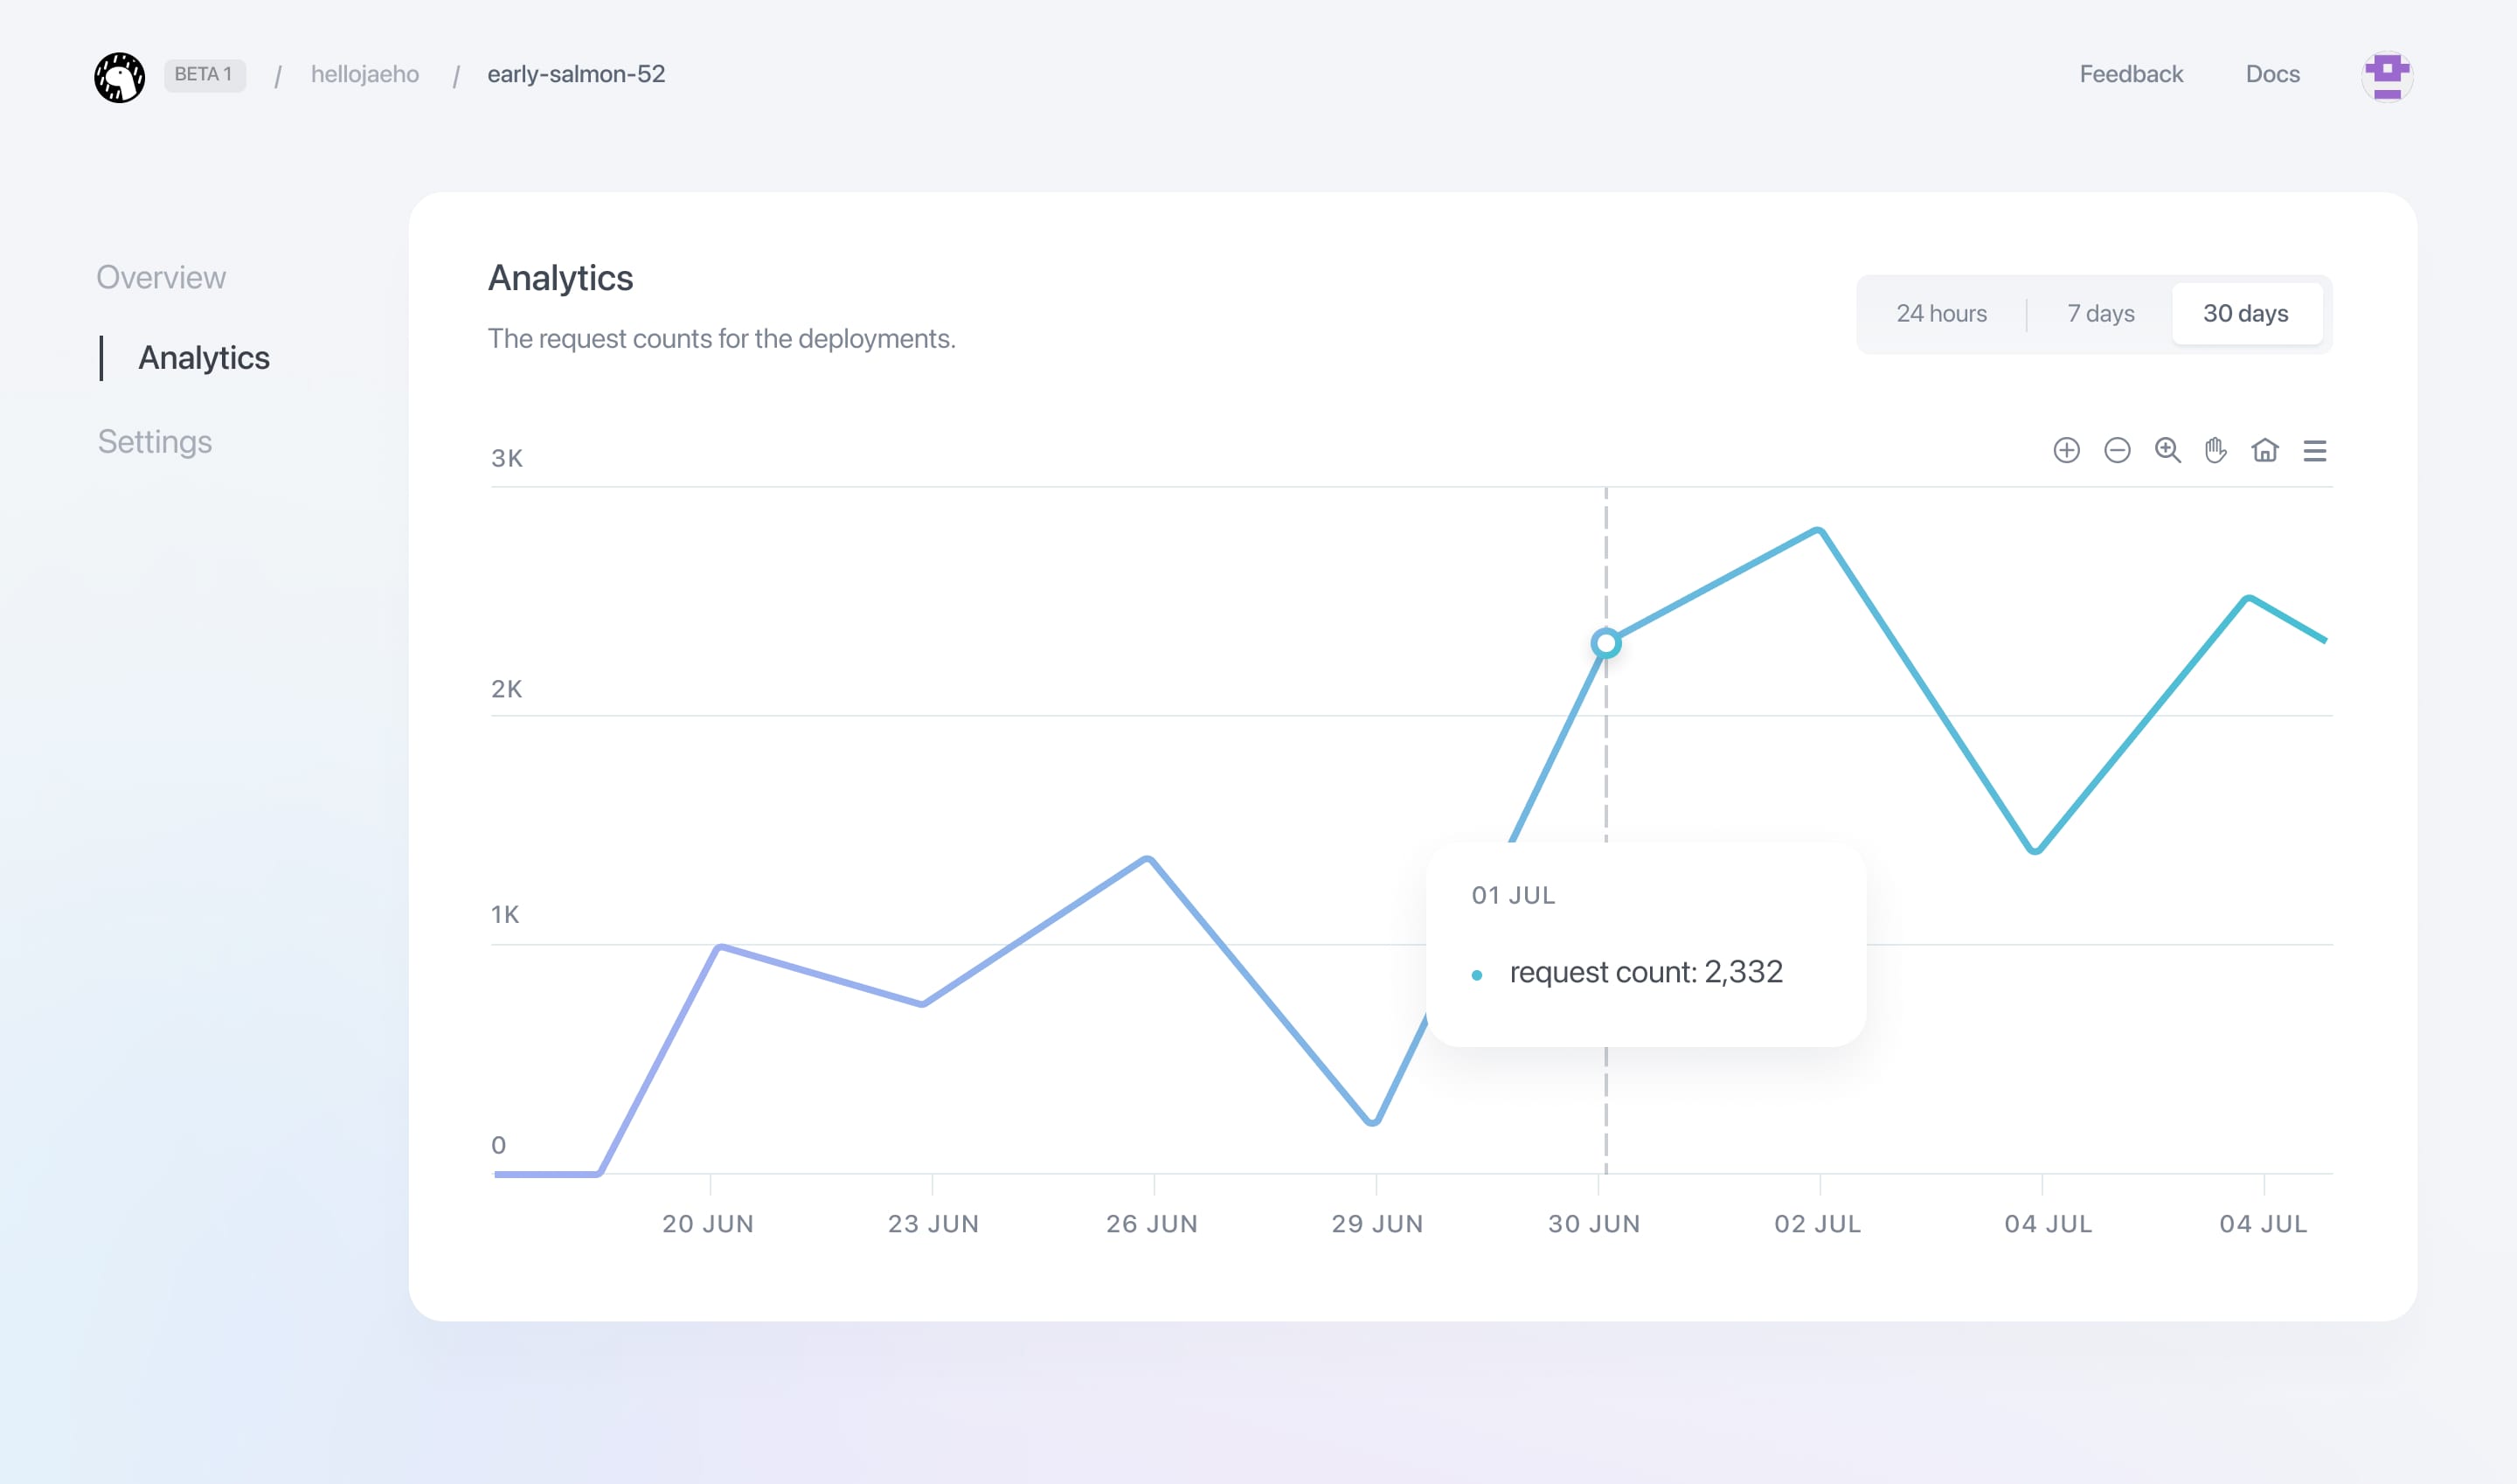 BETA 1 / hellojaeho / early-salmon-52
Feedback Docs
Overview
Analytics
Settings
Analytics
The request counts for the deployments.
24 hours 7 days 30 days
3K
2K
1K
0
01 JUL
request count: 2,332
20 JUN 23 JUN 26 JUN 29 JUN 30 JUN 02 JUL 04 JUL 04 JUL